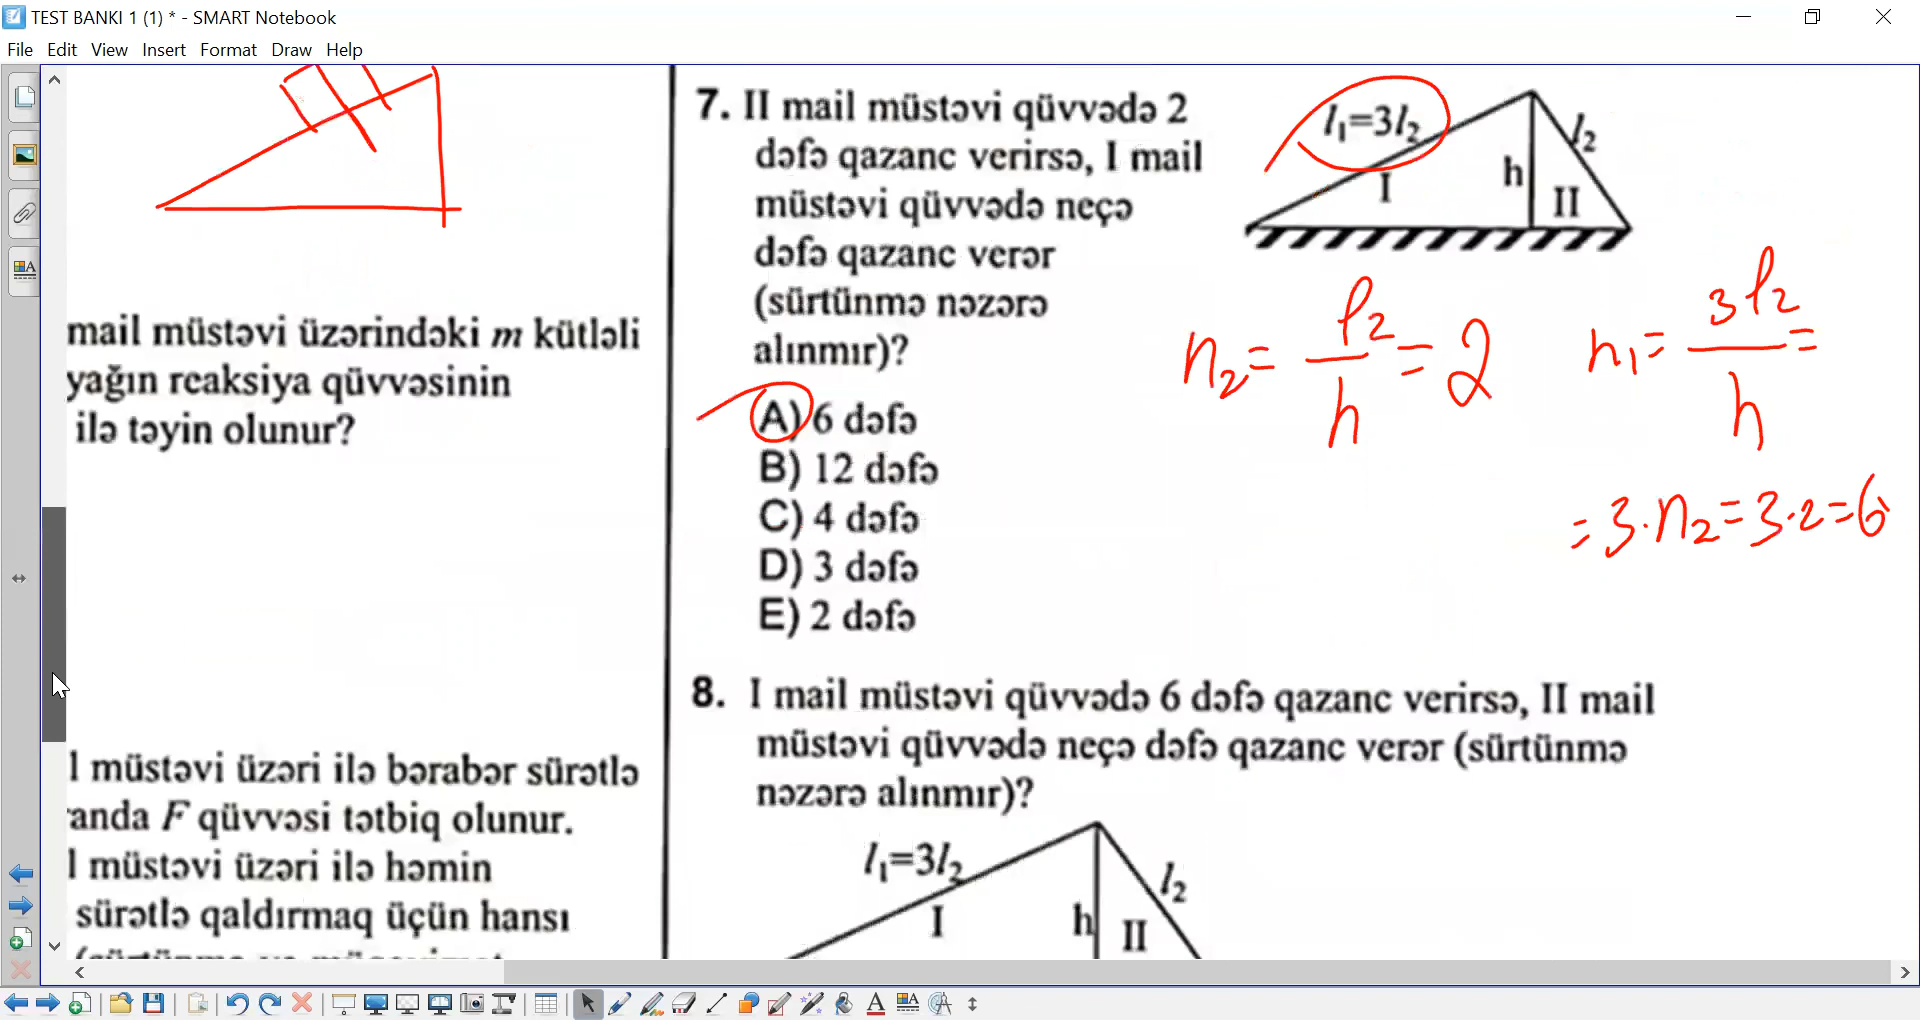 TEST BANKI 1 (1) * - SMART Notebook
File Edit View Insert Format Draw Help
mail müstəvi üzərindəki m kütləli
yağın reaksiya qüvvəsinin
ilə təyin olunur?
l müstəvi üzəri ilə bərabər sürətlə
anda F qüvvəsi tətbiq olunur.
l müstəvi üzəri ilə həmin
sürətlə qaldırmaq üçün hansı
7. II mail müstəvi qüvvədə 2
dəfə qazanc verirsə, I mail
müstəvi qüvvədə neçə
dəfə qazanc verər
(sürtünmə nəzərə
alınmır)?
l₁=3l₂
l₂
h
I
II
n₂ = l₂/h = 2
n₁ = 3l₂/h =
= 3·n₂ = 3·2 = 6
A) 6 dəfə
B) 12 dəfə
C) 4 dəfə
D) 3 dəfə
E) 2 dəfə
8. I mail müstəvi qüvvədə 6 dəfə qazanc verirsə, II mail
müstəvi qüvvədə neçə dəfə qazanc verər (sürtünmə
nəzərə alınmır)?
l₁=3l₂
l₂
I
h
II